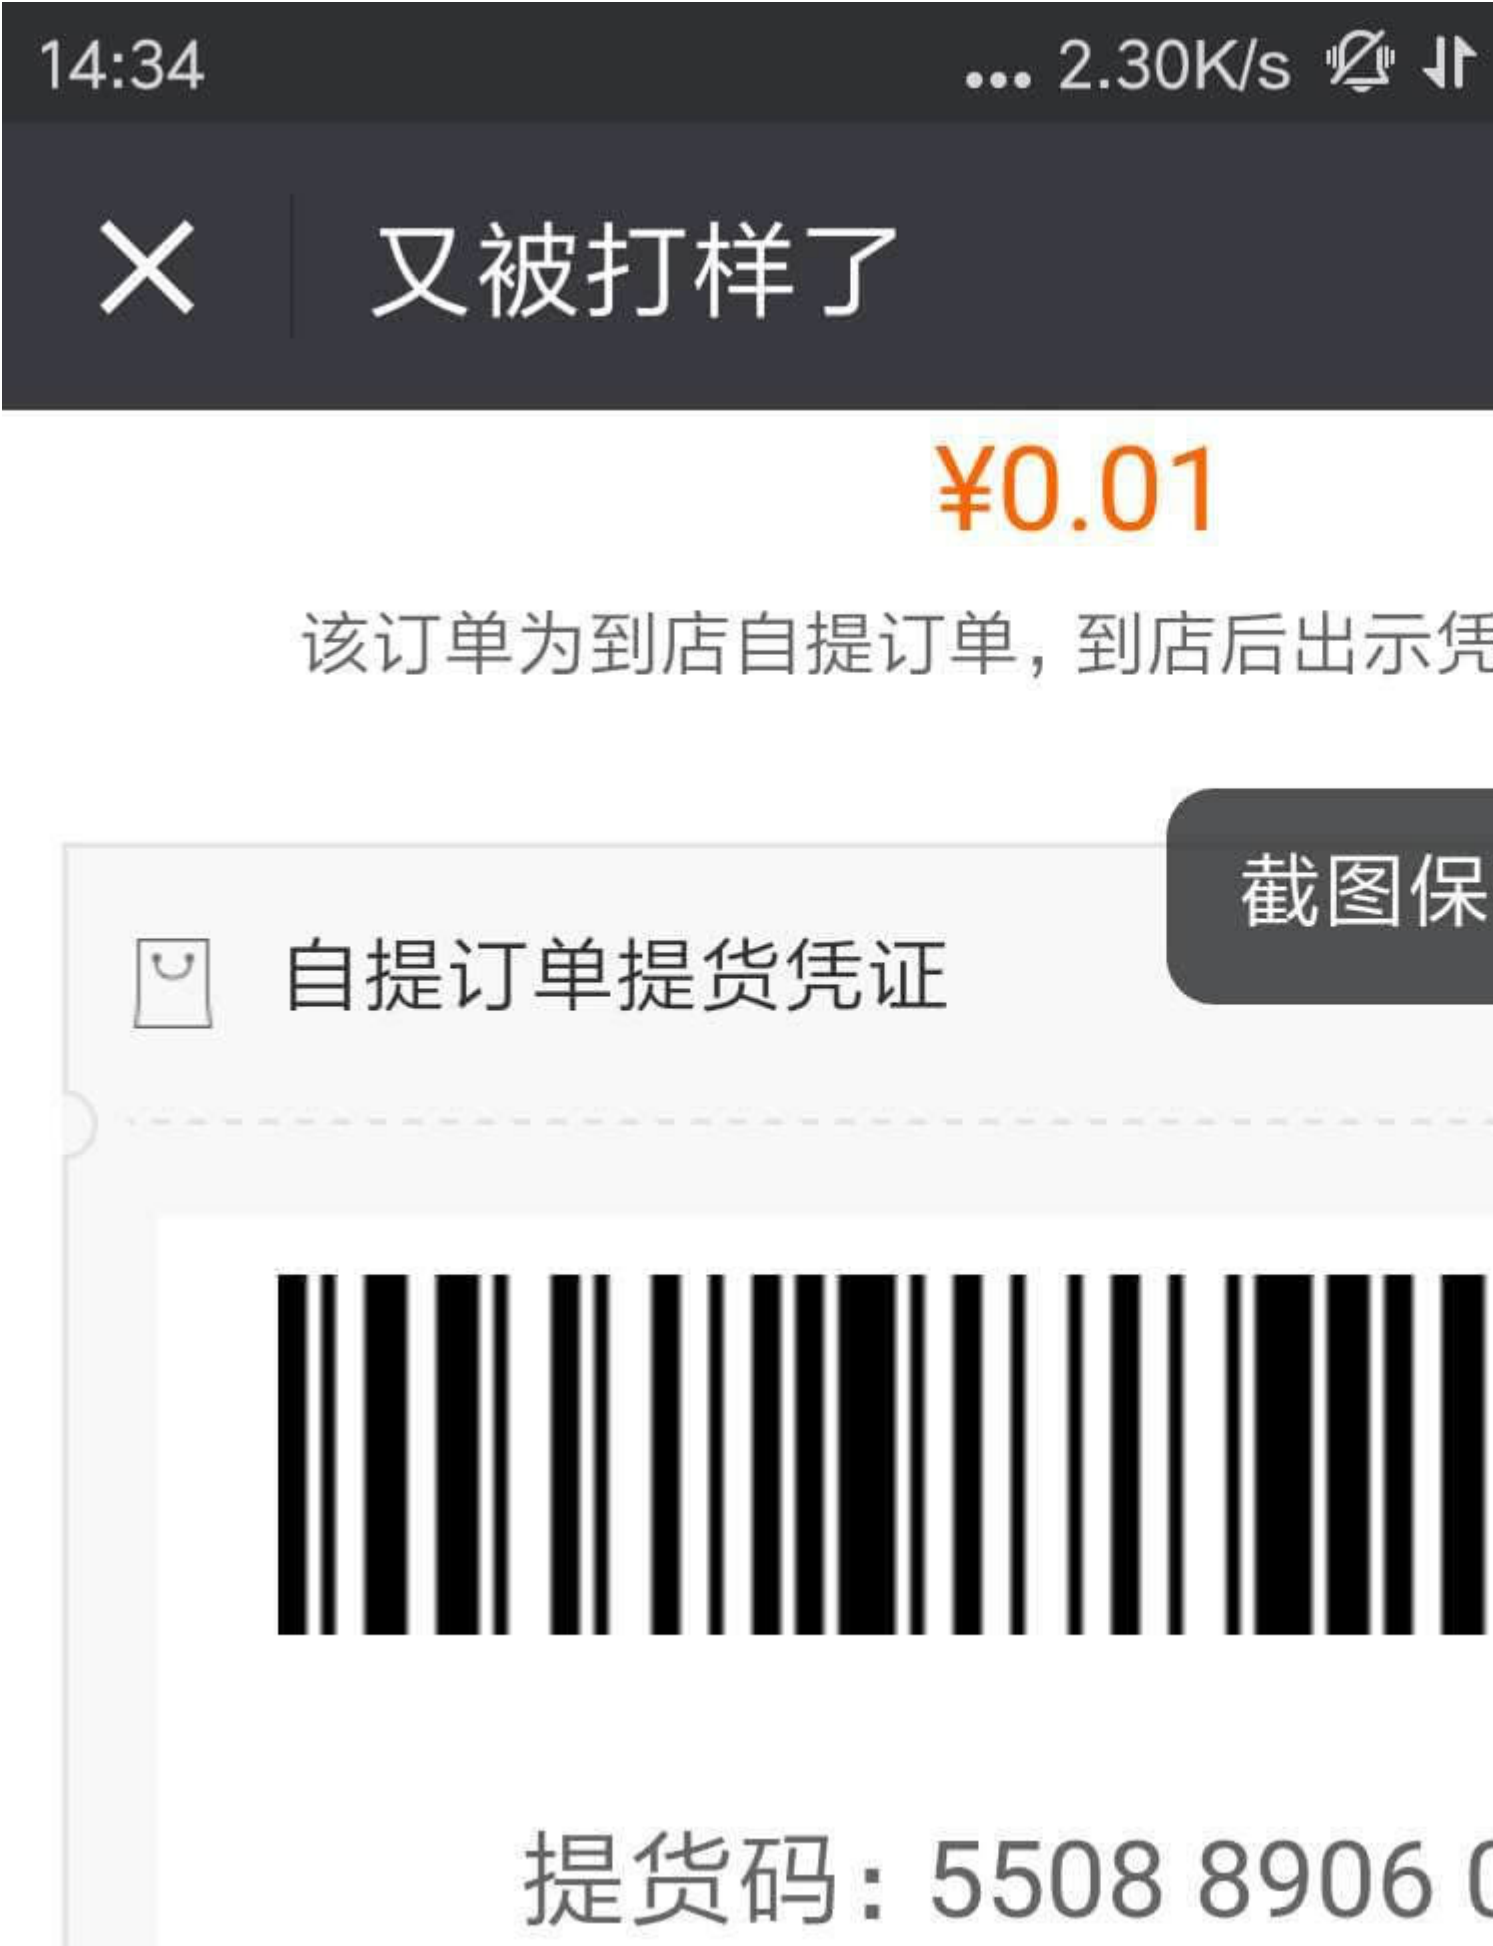 14:34 ... 2.30K/s
又被打样了
¥0.01
该订单为到店自提订单，到店后出示凭
截图保
自提订单提货凭证
提货码：5508 8906 0